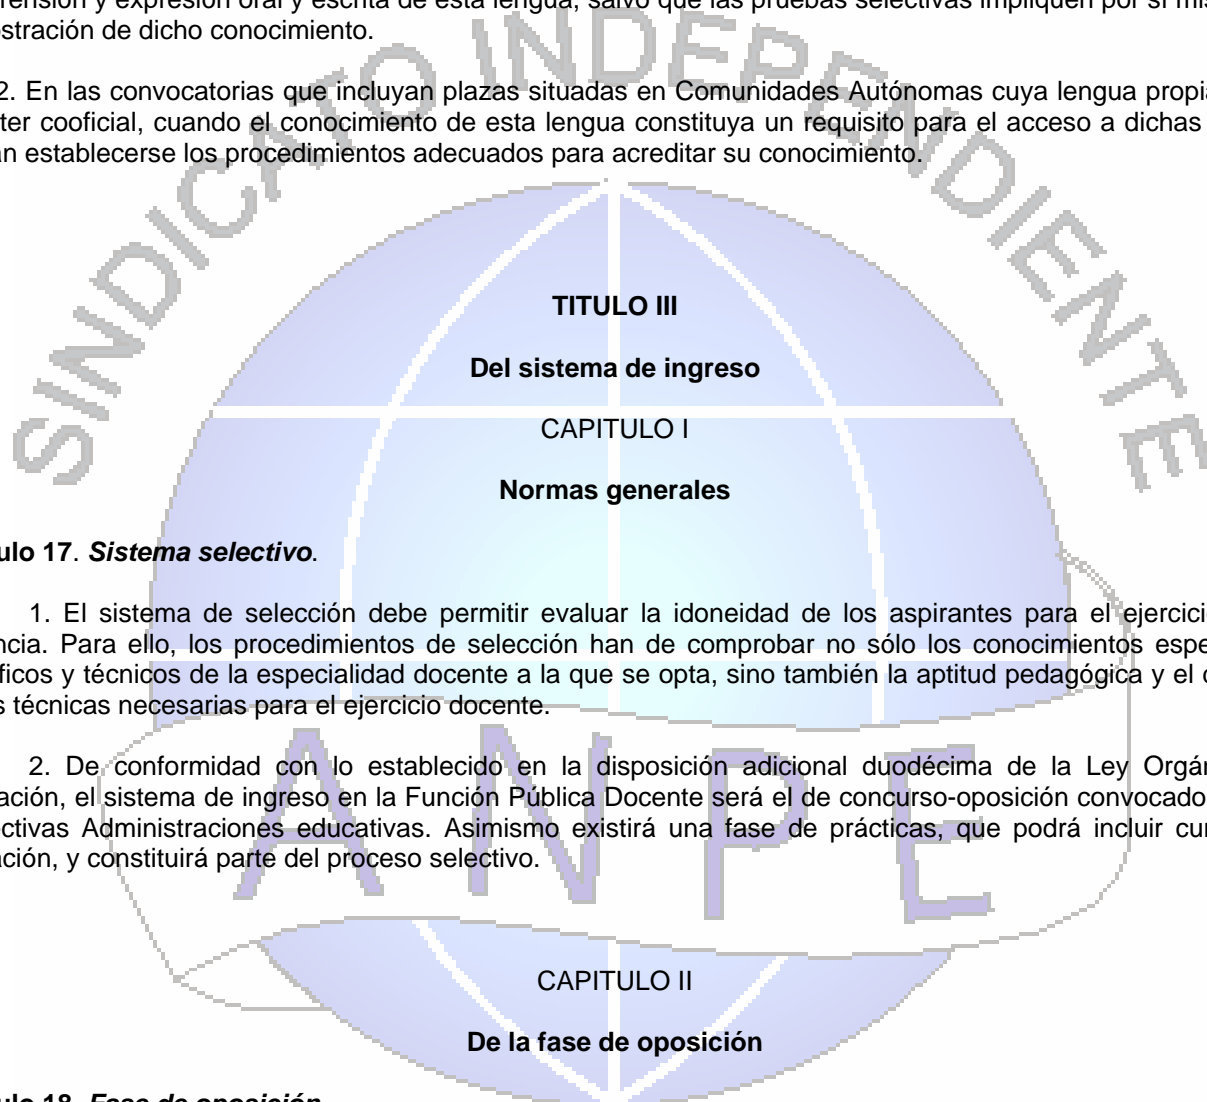 rensión y expresión oral y escrita de esta lengua, salvo que las pruebas selectivas impliquen por sí mis
ostración de dicho conocimiento.
2. En las convocatorias que incluyan plazas situadas en Comunidades Autónomas cuya lengua propia
ter cooficial, cuando el conocimiento de esta lengua constituya un requisito para el acceso a dichas
án establecerse los procedimientos adecuados para acreditar su conocimiento.
SINDICATO INDEPENDIENTE
TITULO III
Del sistema de ingreso
CAPITULO I
Normas generales
ulo 17. Sistema selectivo.
1. El sistema de selección debe permitir evaluar la idoneidad de los aspirantes para el ejercicio
ncia. Para ello, los procedimientos de selección han de comprobar no sólo los conocimientos espe
ficos y técnicos de la especialidad docente a la que se opta, sino también la aptitud pedagógica y el
s técnicas necesarias para el ejercicio docente.
2. De conformidad con lo establecido en la disposición adicional duodécima de la Ley Orgá
ación, el sistema de ingreso en la Función Pública Docente será el de concurso-oposición convocado
ectivas Administraciones educativas. Asimismo existirá una fase de prácticas, que podrá incluir cur
ación, y constituirá parte del proceso selectivo.
ANPE
CAPITULO II
De la fase de oposición
ulo 18. Fase de oposición